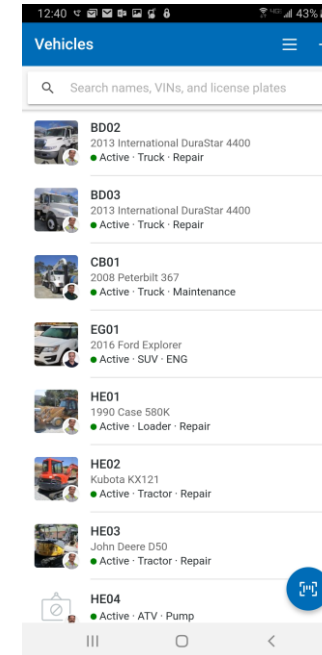 12:40
43%
Vehicles
Search names, VINs, and license plates
BD02
2013 International DuraStar 4400
Active · Truck · Repair
BD03
2013 International DuraStar 4400
Active · Truck · Repair
CB01
2008 Peterbilt 367
Active · Truck · Maintenance
EG01
2016 Ford Explorer
Active · SUV · ENG
HE01
1990 Case 580K
Active · Loader · Repair
HE02
Kubota KX121
Active · Tractor · Repair
HE03
John Deere D50
Active · Tractor · Repair
HE04
Active · ATV · Pump